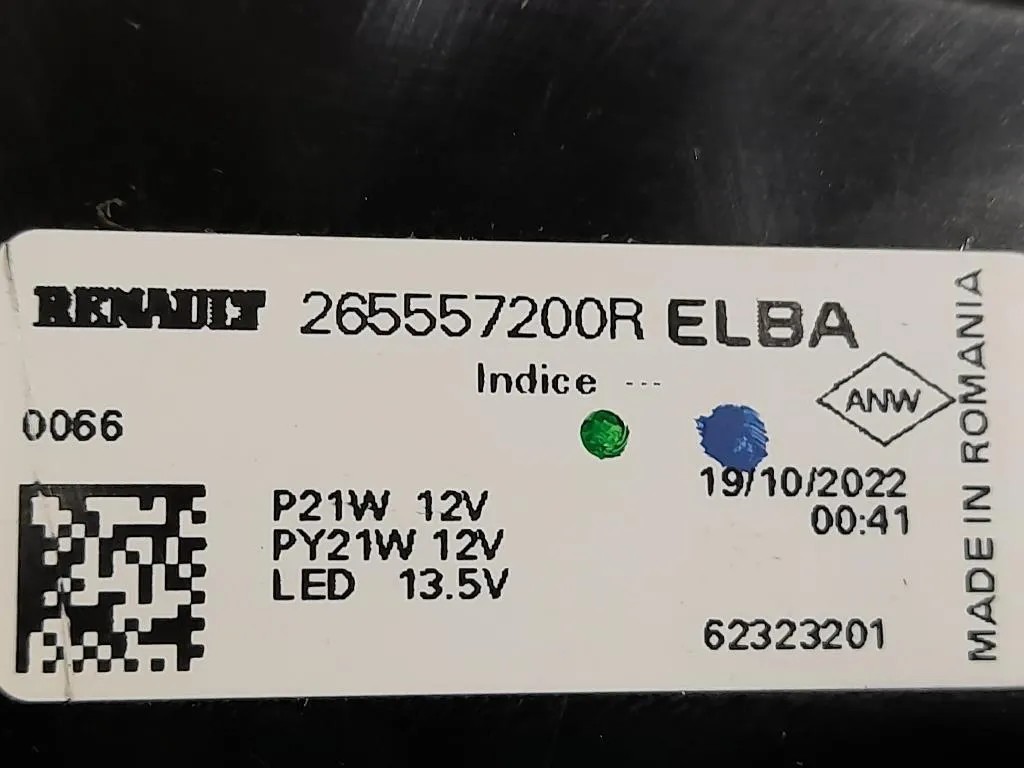 RENAULT 265557200R ELBA
Indice ---
ANW
0066
19/10/2022
00:41
P21W 12V
PY21W 12V
LED 13.5V
62323201
MADE IN ROMANIA